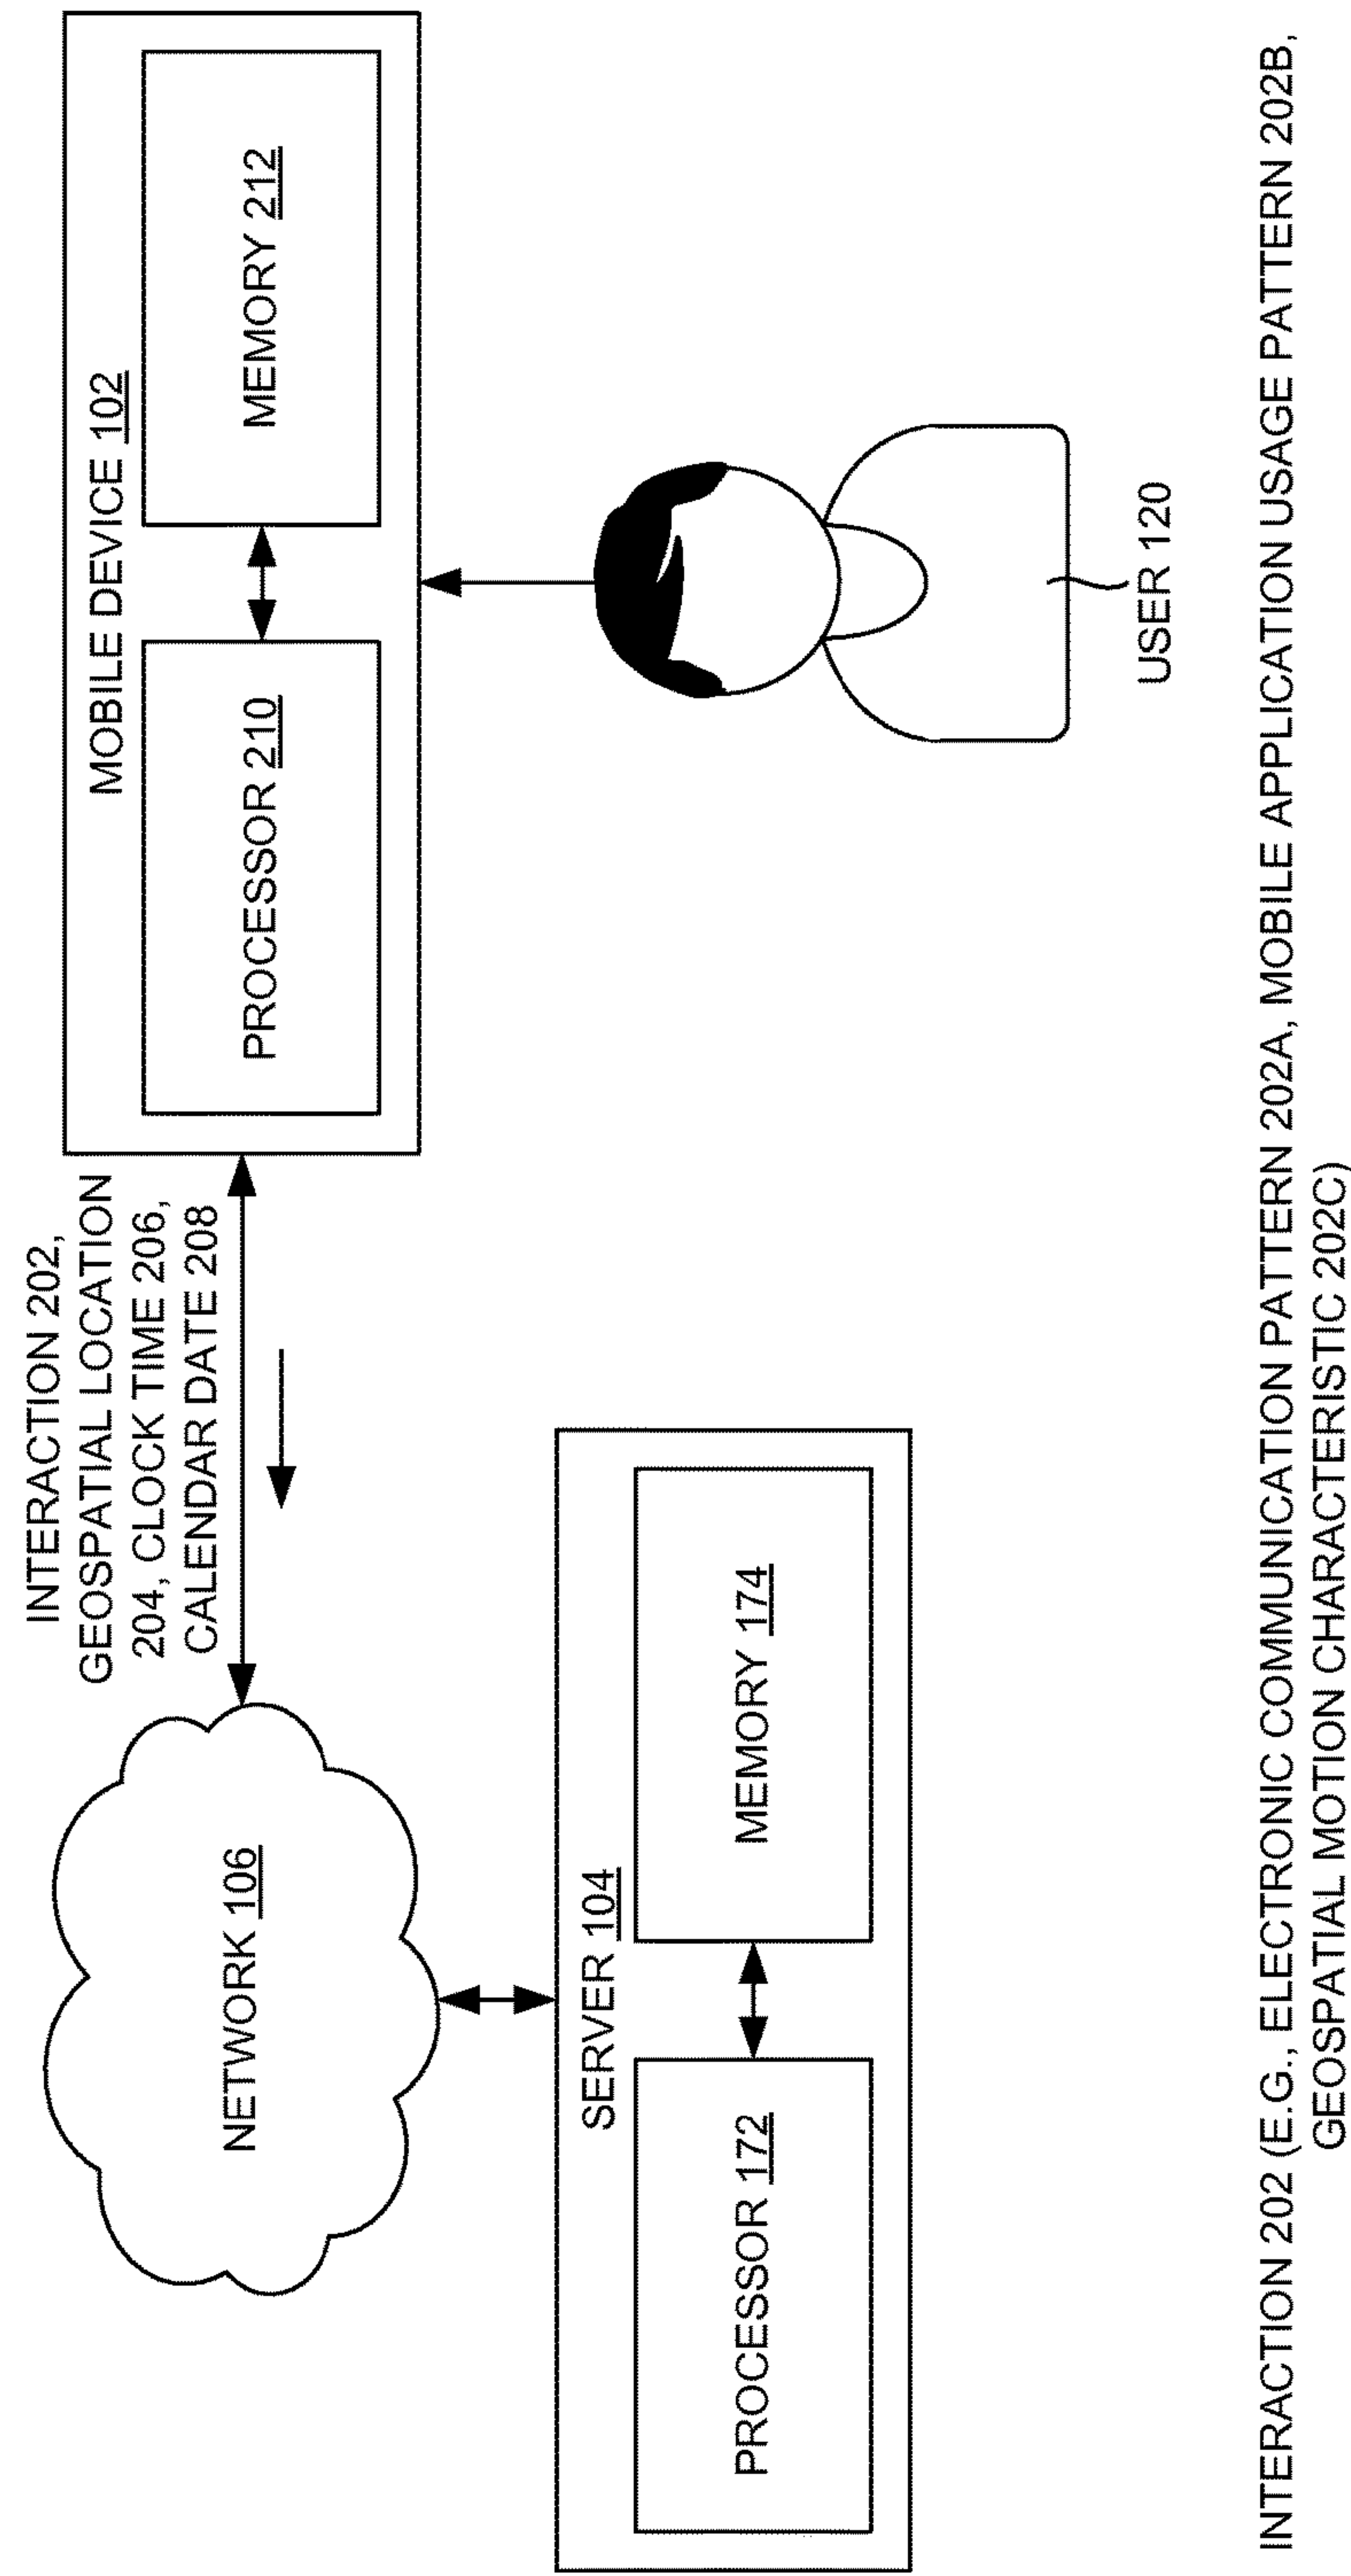 INTERACTION 202,
GEOSPATIAL LOCATION
204, CLOCK TIME 206,
CALENDAR DATE 208
MOBILE DEVICE 102
PROCESSOR 210
MEMORY 212
NETWORK 106
SERVER 104
PROCESSOR 172
MEMORY 174
USER 120
INTERACTION 202 (E.G., ELECTRONIC COMMUNICATION PATTERN 202A, MOBILE APPLICATION USAGE PATTERN 202B,
GEOSPATIAL MOTION CHARACTERISTIC 202C)